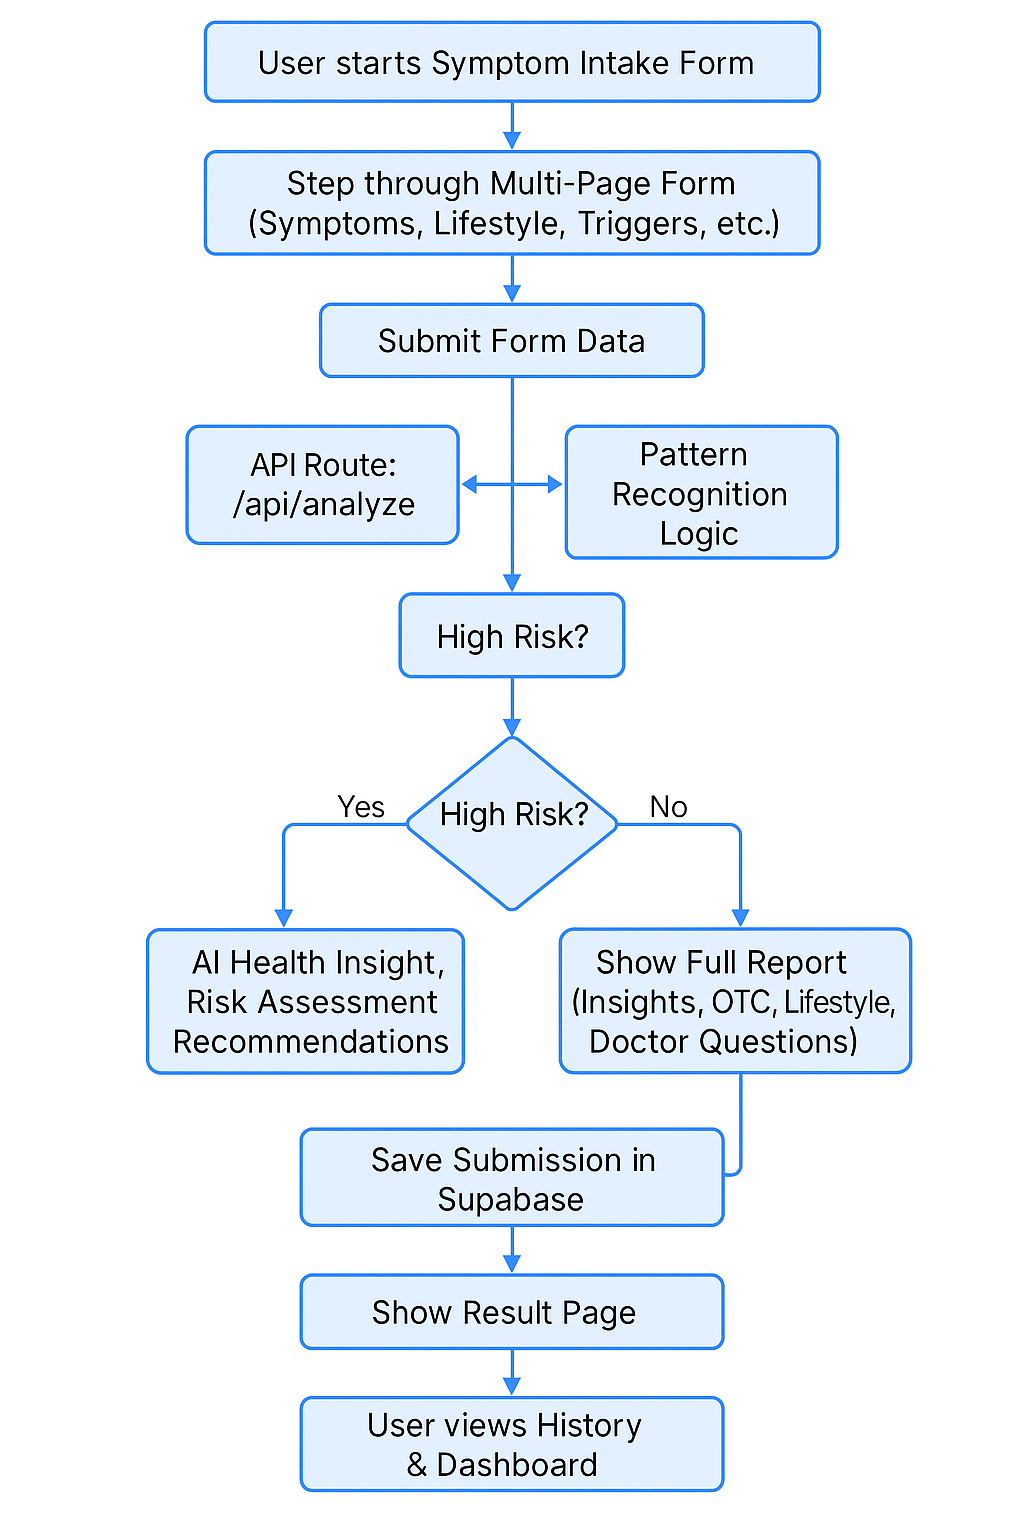 User starts Symptom Intake Form
Step through Multi-Page Form
(Symptoms, Lifestyle, Triggers, etc.)
Submit Form Data
API Route:
/api/analyze
Pattern
Recognition
Logic
High Risk?
High Risk?
Yes
No
AI Health Insight,
Risk Assessment
Recommendations
Show Full Report
(Insights, OTC, Lifestyle,
Doctor Questions)
Save Submission in
Supabase
Show Result Page
User views History
& Dashboard